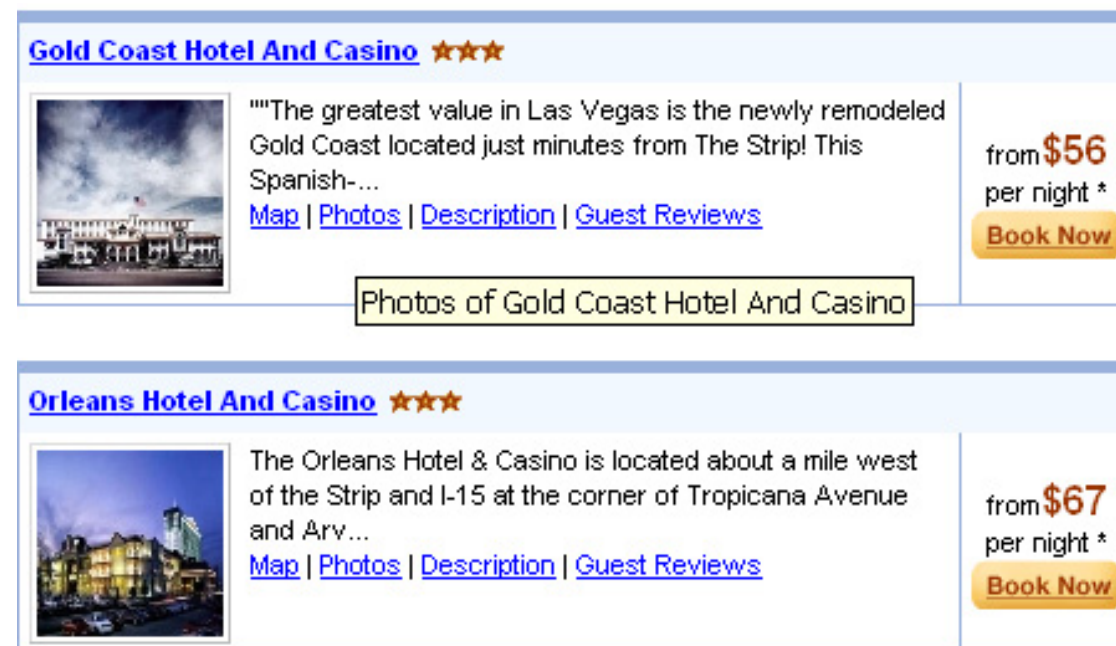 Gold Coast Hotel And Casino
""The greatest value in Las Vegas is the newly remodeled
Gold Coast located just minutes from The Strip! This
Spanish-...
Map | Photos | Description | Guest Reviews
from $56
per night *
Book Now
Photos of Gold Coast Hotel And Casino
Orleans Hotel And Casino
The Orleans Hotel & Casino is located about a mile west
of the Strip and I-15 at the corner of Tropicana Avenue
and Arv...
Map | Photos | Description | Guest Reviews
from $67
per night *
Book Now